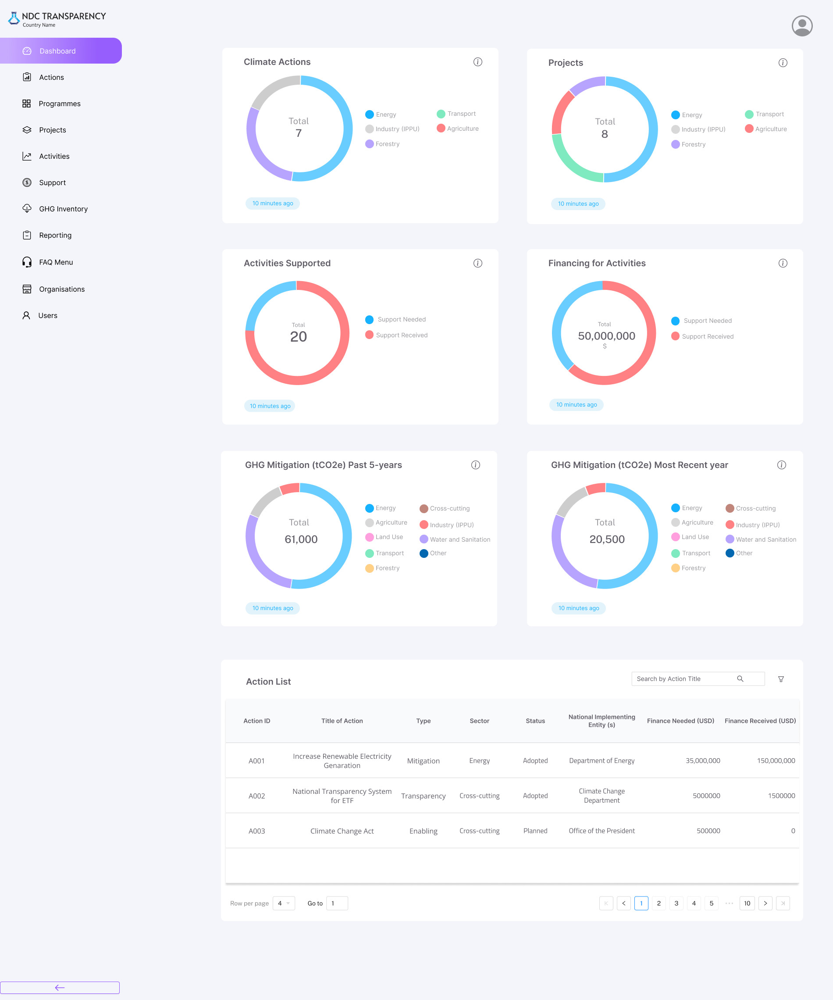 NDC TRANSPARENCY
Country Name
Dashboard
Actions
Programmes
Projects
Activities
Support
GHG Inventory
Reporting
FAQ Menu
Organisations
Users
Climate Actions
Total
7
Energy
Transport
Industry (IPPU)
Agriculture
Forestry
10 minutes ago
Projects
Total
8
Energy
Transport
Industry (IPPU)
Agriculture
Forestry
10 minutes ago
Activities Supported
Total
20
Support Needed
Support Received
10 minutes ago
Financing for Activities
Total
50,000,000
$
Support Needed
Support Received
10 minutes ago
GHG Mitigation (tCO2e) Past 5-years
Total
61,000
Energy
Cross-cutting
Agriculture
Industry (IPPU)
Land Use
Water and Sanitation
Transport
Other
Forestry
10 minutes ago
GHG Mitigation (tCO2e) Most Recent year
Total
20,500
Energy
Cross-cutting
Agriculture
Industry (IPPU)
Land Use
Water and Sanitation
Transport
Other
Forestry
10 minutes ago
Action List
Search by Action Title
Action ID
Title of Action
Type
Sector
Status
National Implementing
Entity (s)
Finance Needed (USD)
Finance Received (USD)
A001
Increase Renewable Electricity
Genaration
Mitigation
Energy
Adopted
Department of Energy
35,000,000
150,000,000
A002
National Transparency System
for ETF
Transparency
Cross-cutting
Adopted
Climate Change
Department
5000000
1500000
A003
Climate Change Act
Enabling
Cross-cutting
Planned
Office of the President
500000
0
Row per page 4 Go to 1
1 2 3 4 5 ••• 10